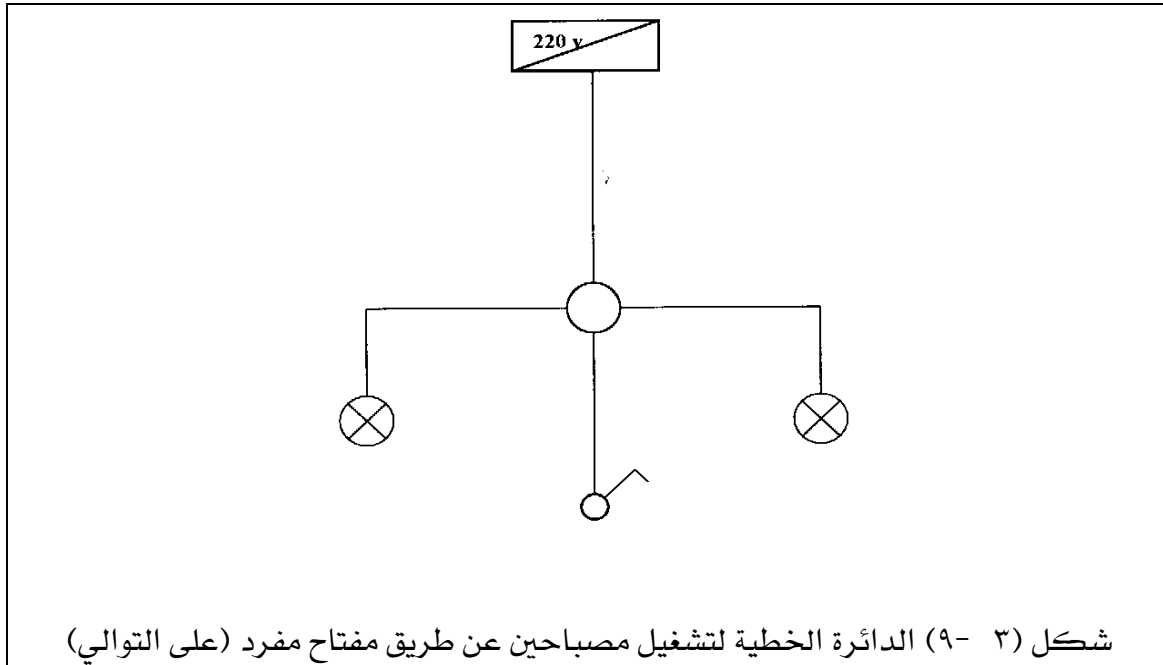 220 v
شكل (٣ -٩) الدائرة الخطية لتشغيل مصباحين عن طريق مفتاح مفرد (على التوالي)